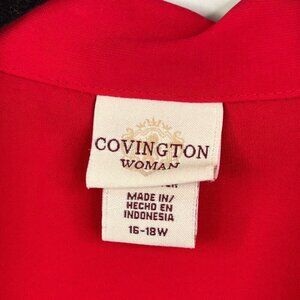 COVINGTON
WOMAN
MADE IN/
HECHO EN
INDONESIA
16-18W